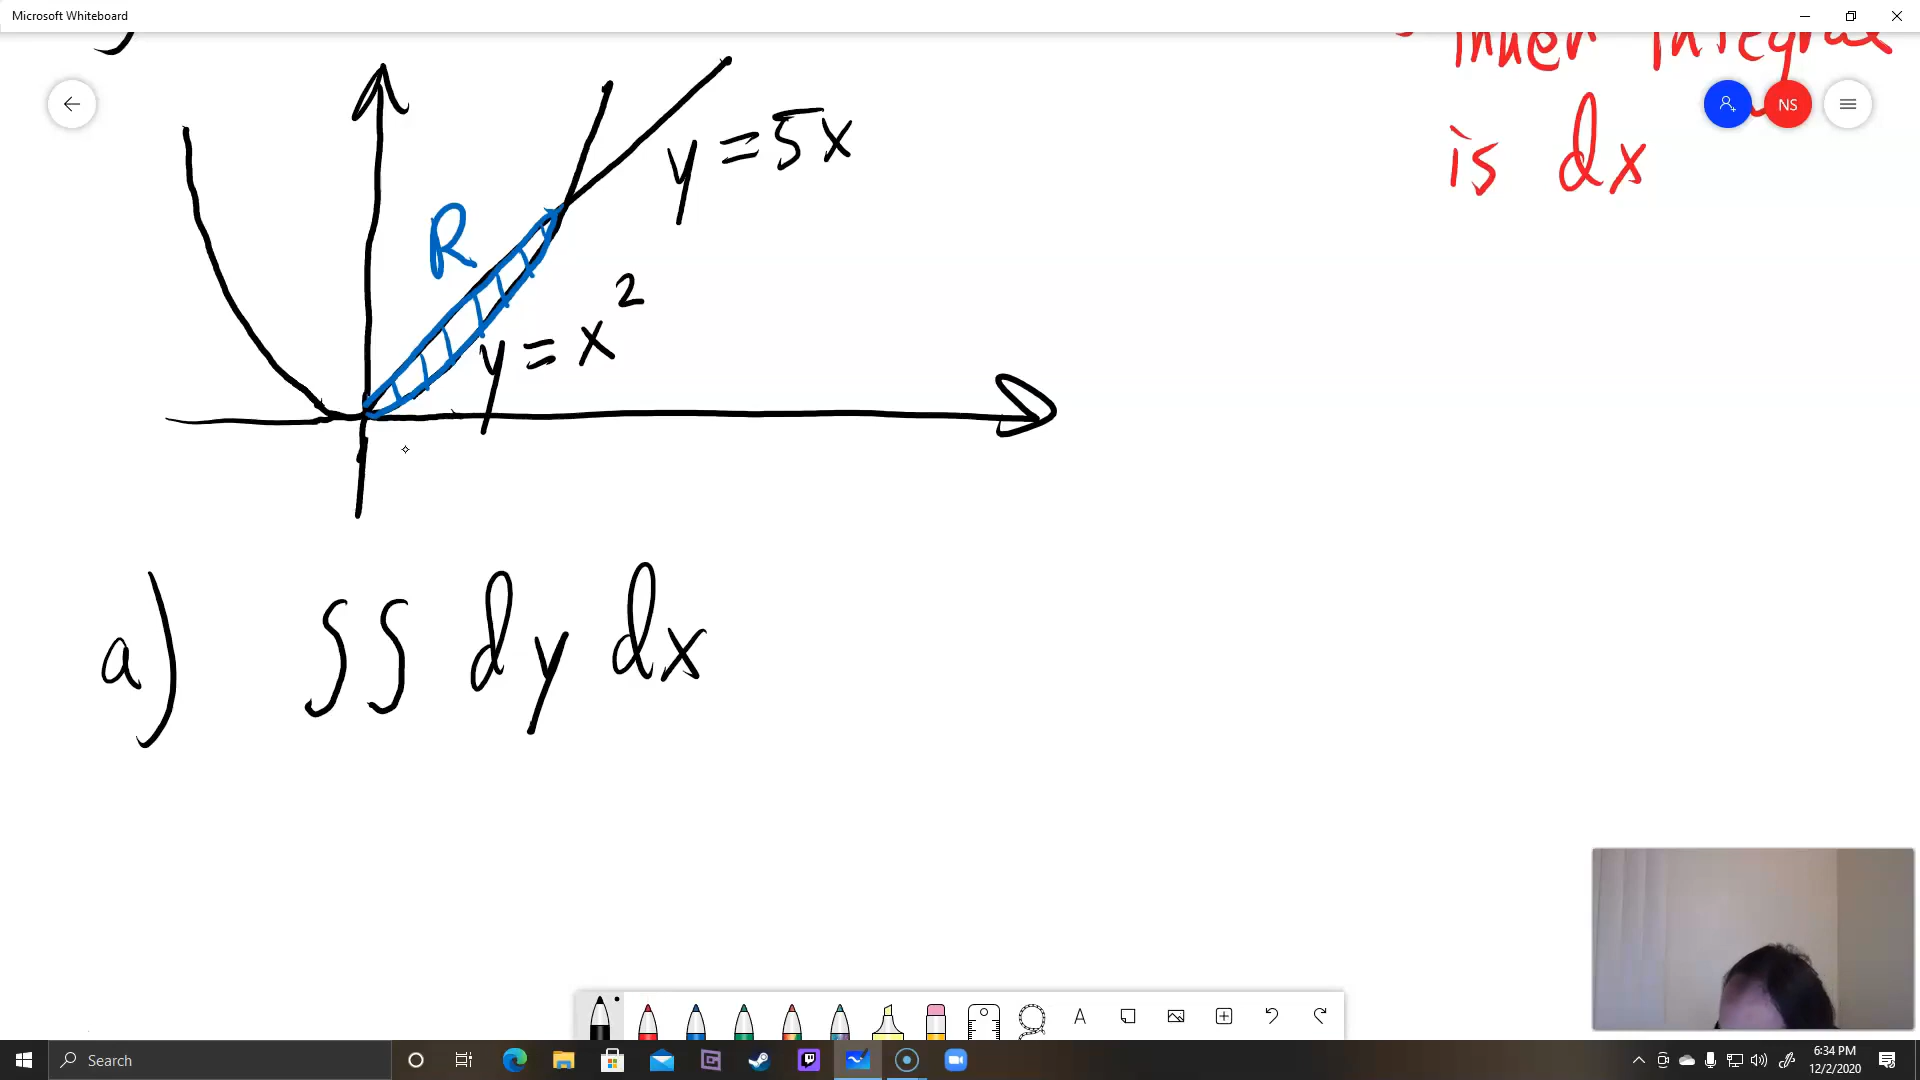 Microsoft Whiteboard
inner integral
is dx
NS
y = 5x
R
y = x²
a) ∫∫ dy dx
A
Search
6:34 PM
12/2/2020